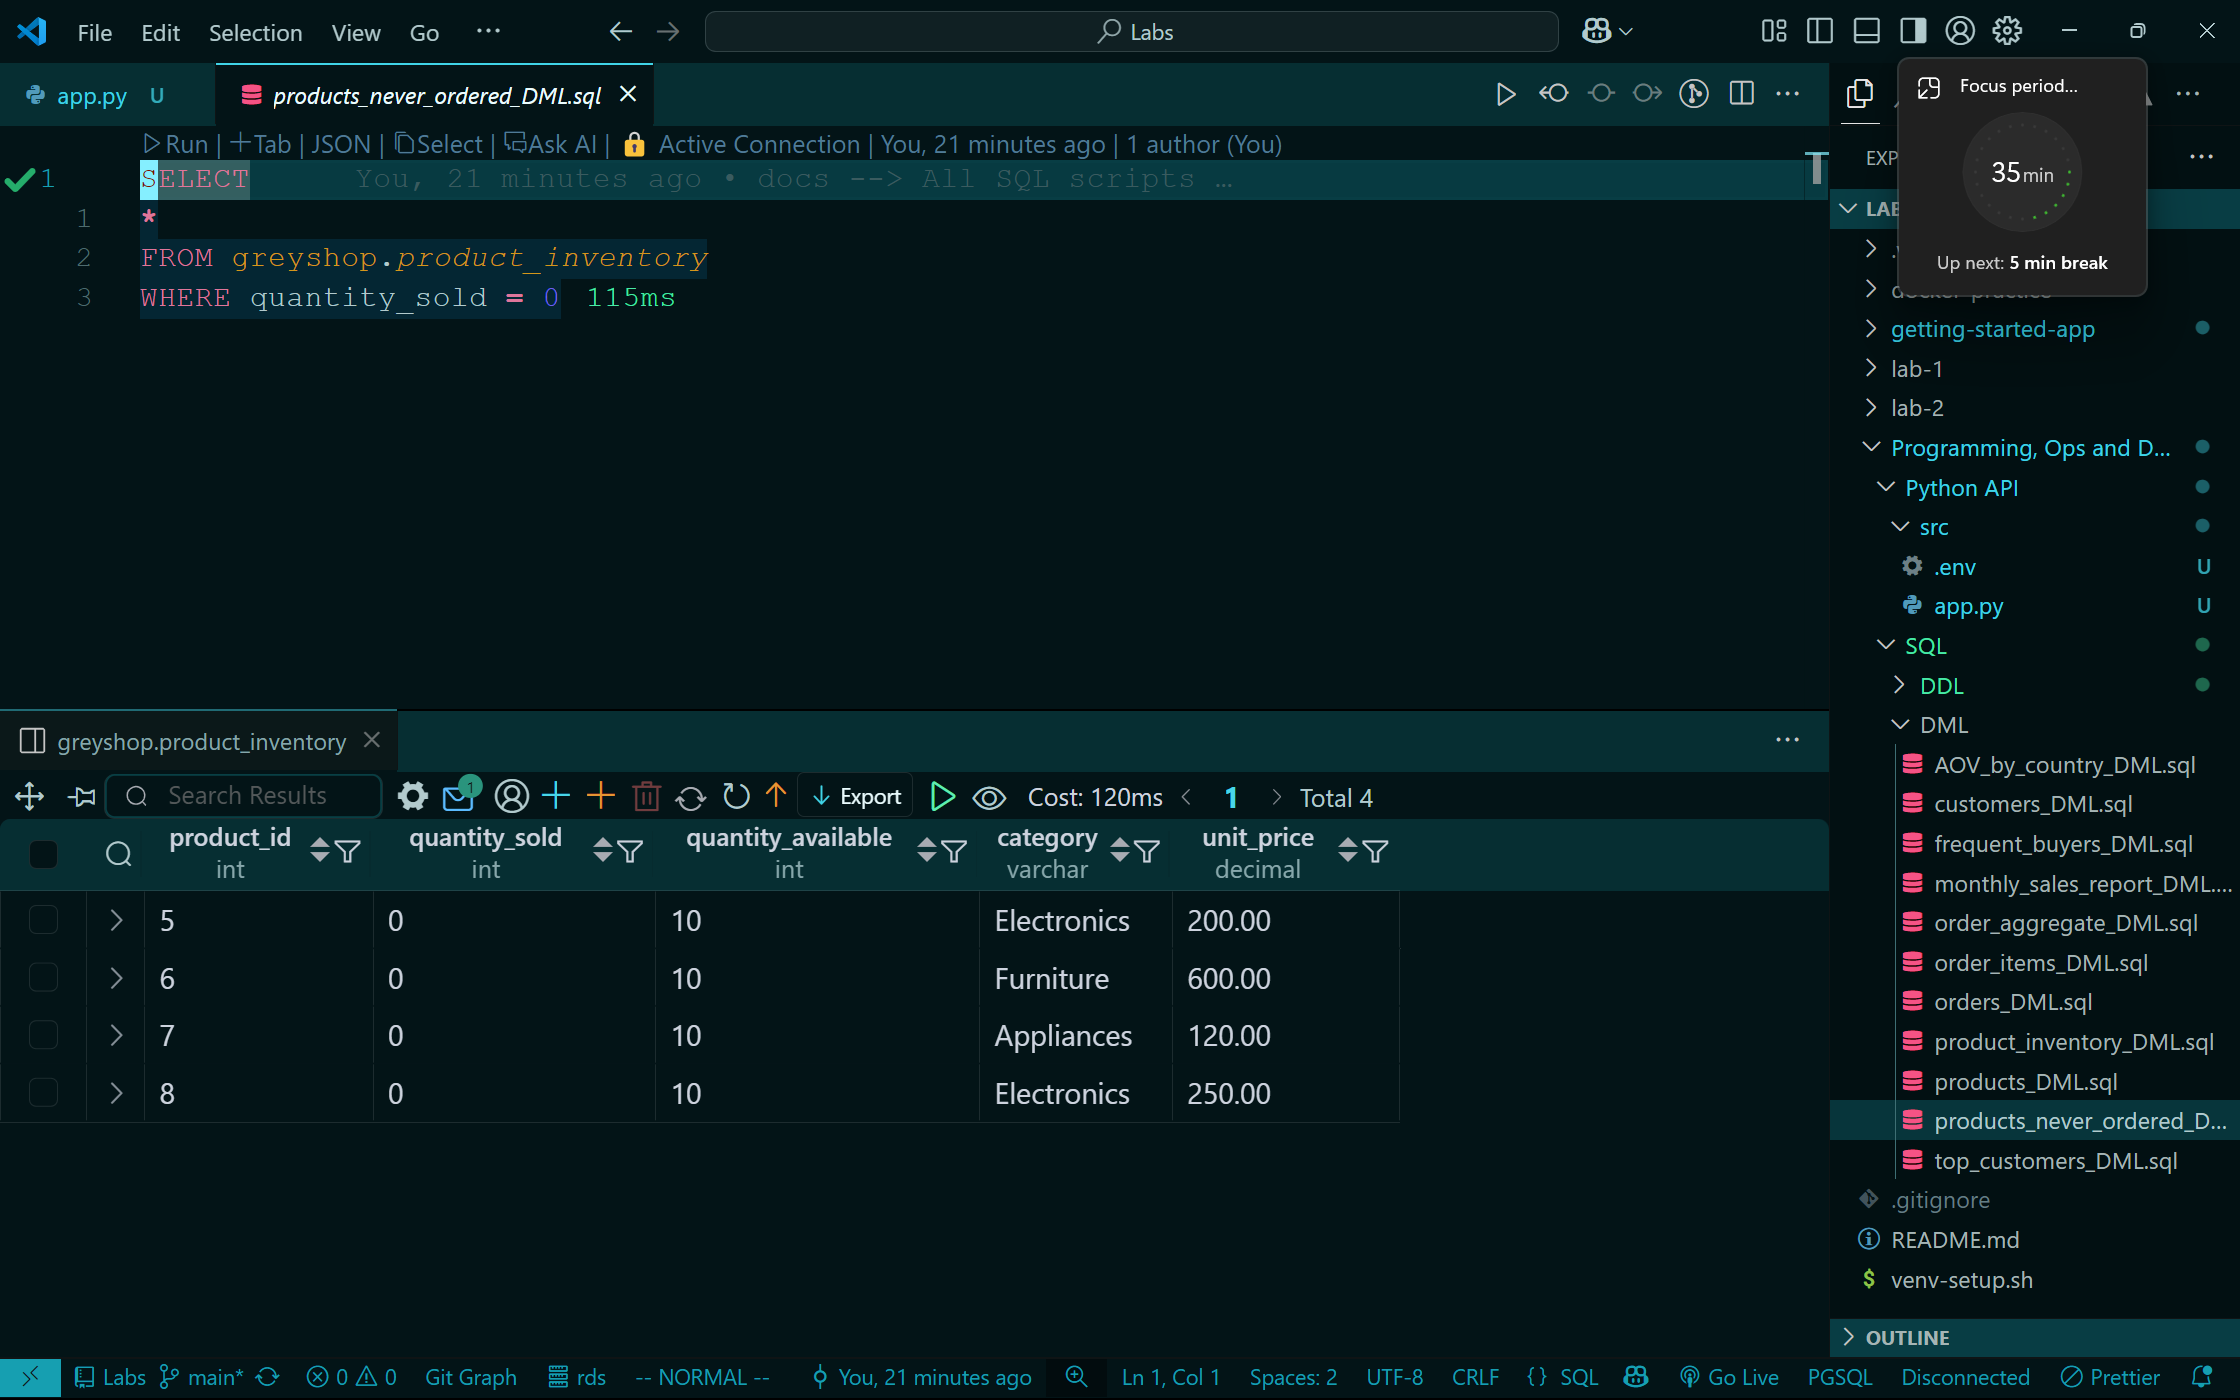 File Edit Selection View Go ··· Labs
app.py U products_never_ordered_DML.sql
Focus period...
35 min
Up next: 5 min break
Run | +Tab | JSON | Select | Ask AI | Active Connection | You, 21 minutes ago | 1 author (You)
1 SELECT You, 21 minutes ago • docs --> All SQL scripts …
1 *
2 FROM greyshop.product_inventory
3 WHERE quantity_sold = 0 115ms
getting-started-app
lab-1
lab-2
Programming, Ops and D...
Python API
src
.env U
app.py U
SQL
DDL
DML
AOV_by_country_DML.sql
customers_DML.sql
frequent_buyers_DML.sql
monthly_sales_report_DML....
order_aggregate_DML.sql
order_items_DML.sql
orders_DML.sql
product_inventory_DML.sql
products_DML.sql
products_never_ordered_D...
top_customers_DML.sql
.gitignore
README.md
venv-setup.sh
OUTLINE
greyshop.product_inventory
Search Results 1 Export Cost: 120ms 1 Total 4
product_id quantity_sold quantity_available category unit_price
int int int varchar decimal
5 0 10 Electronics 200.00
6 0 10 Furniture 600.00
7 0 10 Appliances 120.00
8 0 10 Electronics 250.00
Labs main* 0 0 Git Graph rds -- NORMAL -- You, 21 minutes ago Ln 1, Col 1 Spaces: 2 UTF-8 CRLF {} SQL Go Live PGSQL Disconnected Prettier